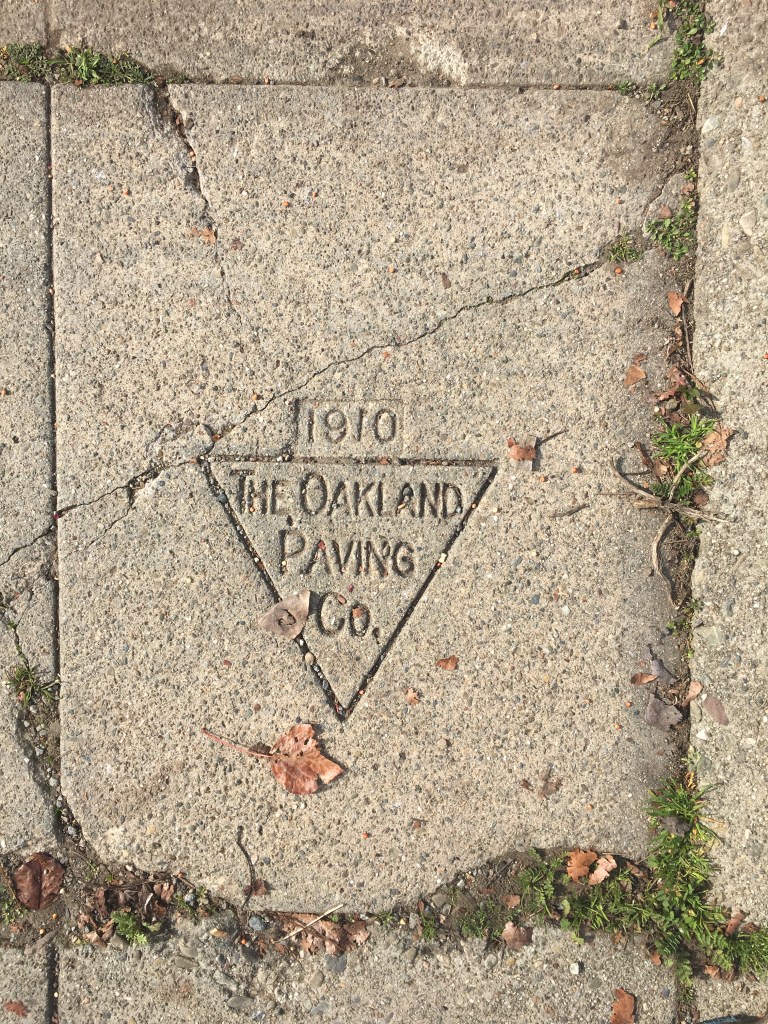 1910
THE OAKLAND
PAVING
CO.